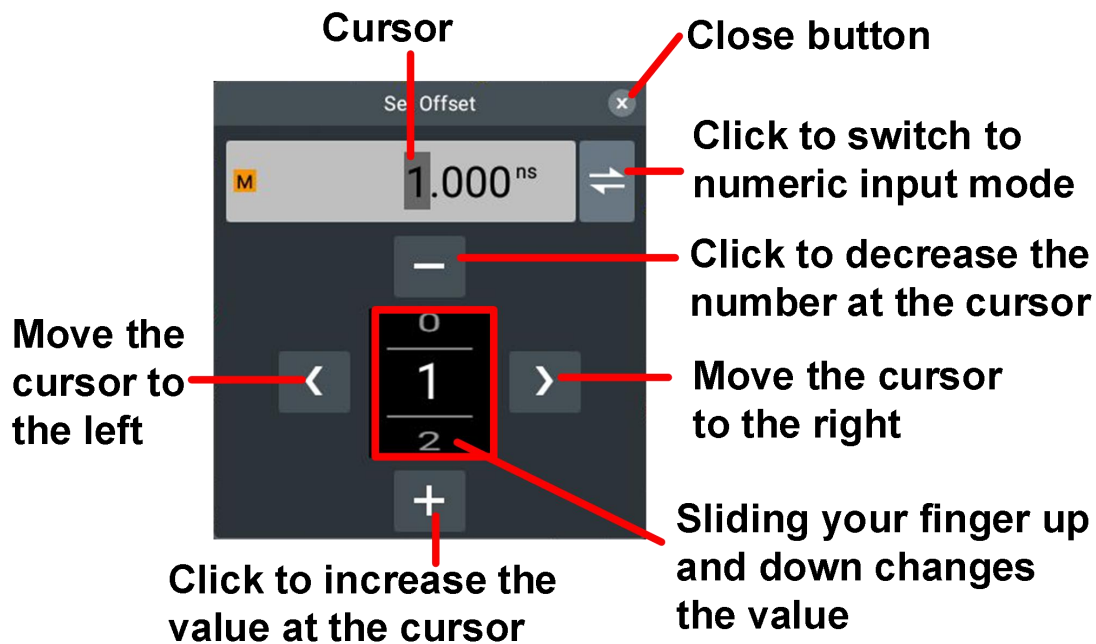 Cursor
Close button
Set Offset
x
Click to switch to
numeric input mode
M
1.000 ns
Click to decrease the
number at the cursor
−
Move the
cursor to
the left
0
1
2
Move the cursor
to the right
+
Sliding your finger up
and down changes
the value
Click to increase the
value at the cursor